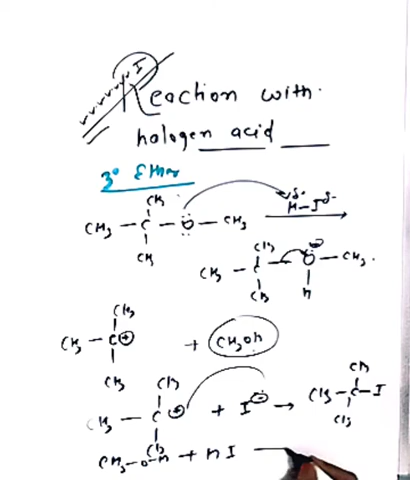 I
Reaction with
halogen acid
3° Ether
CH3
CH3 - C - O - CH3
CH3
δ+ δ-
H - I
CH3
CH3 - C - O - CH3.
CH3 H
CH3
CH3 - C ⊕ + CH3OH
CH3
CH3
CH3 - C ⊕ + I⊖ → CH3 - C - I
CH3
CH3
CH3
CH3 - O - H + HI